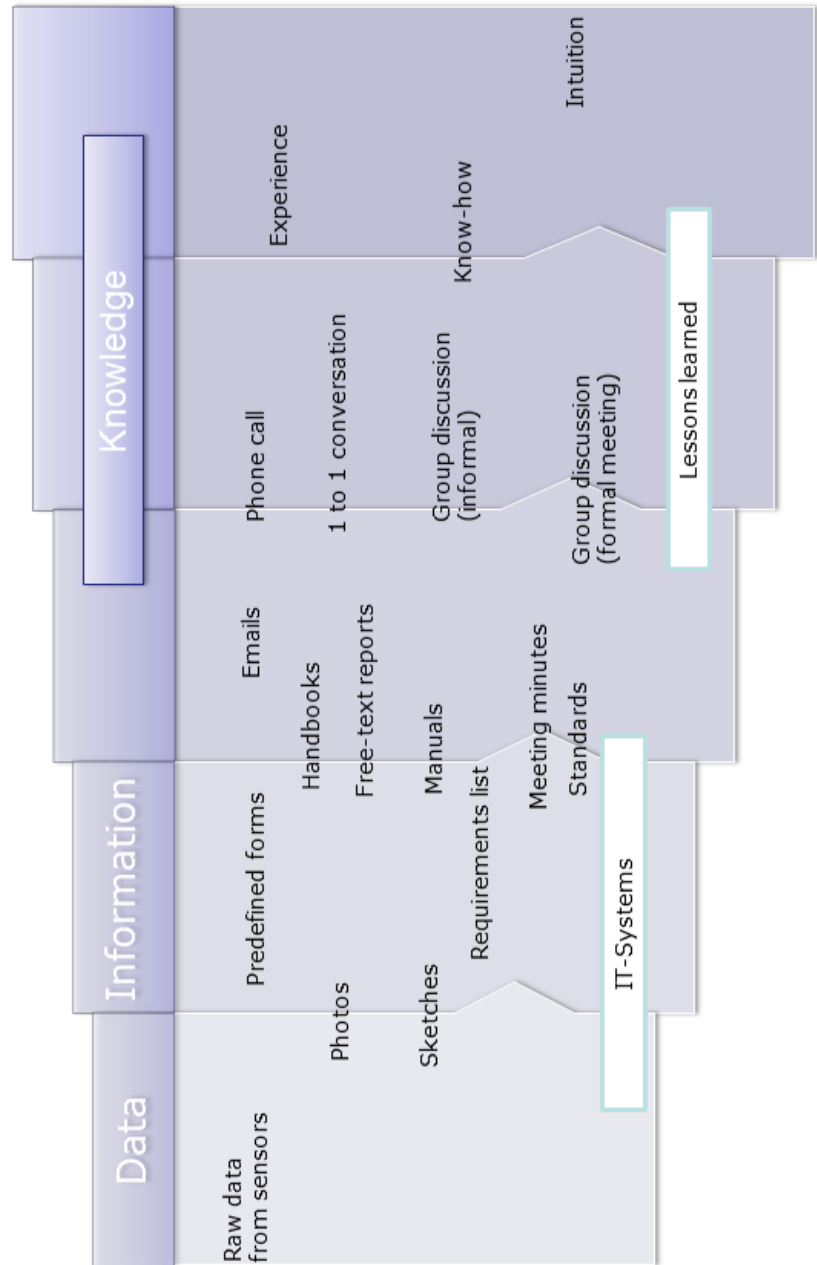 Data
Information
Knowledge
Raw data
from sensors
Photos
Sketches
Predefined forms
Requirements list
IT-Systems
Emails
Handbooks
Free-text reports
Manuals
Meeting minutes
Standards
Phone call
1 to 1 conversation
Group discussion
(informal)
Group discussion
(formal meeting)
Lessons learned
Experience
Know-how
Intuition